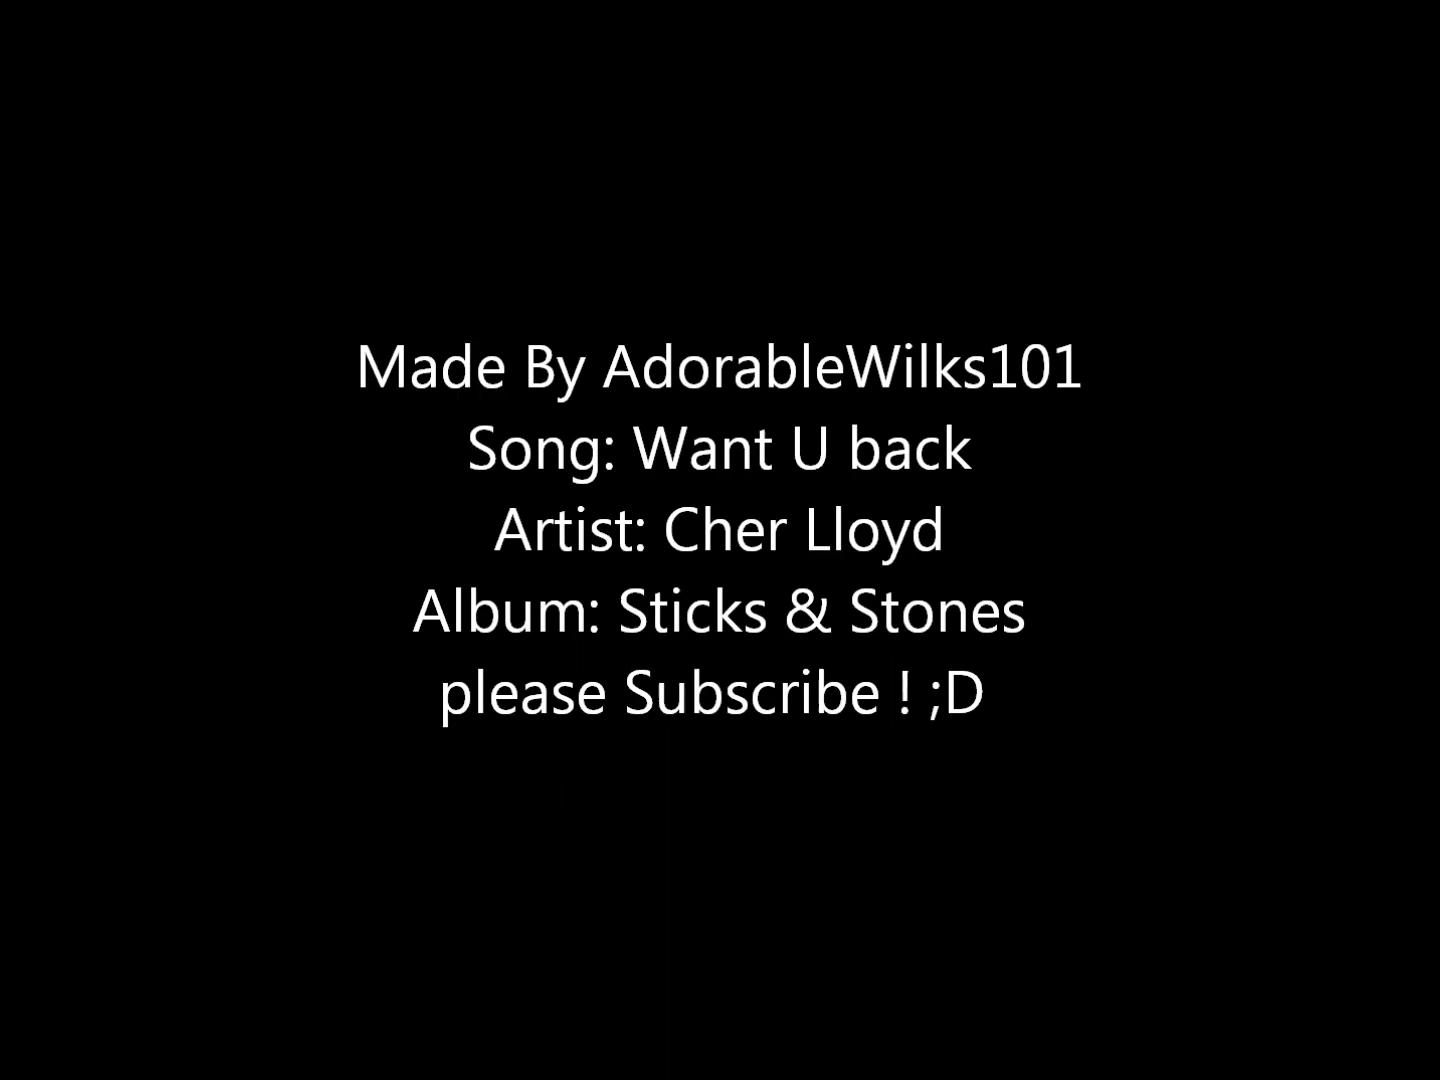 Made By AdorableWilks101
Song: Want U back
Artist: Cher Lloyd
Album: Sticks & Stones
please Subscribe ! ;D